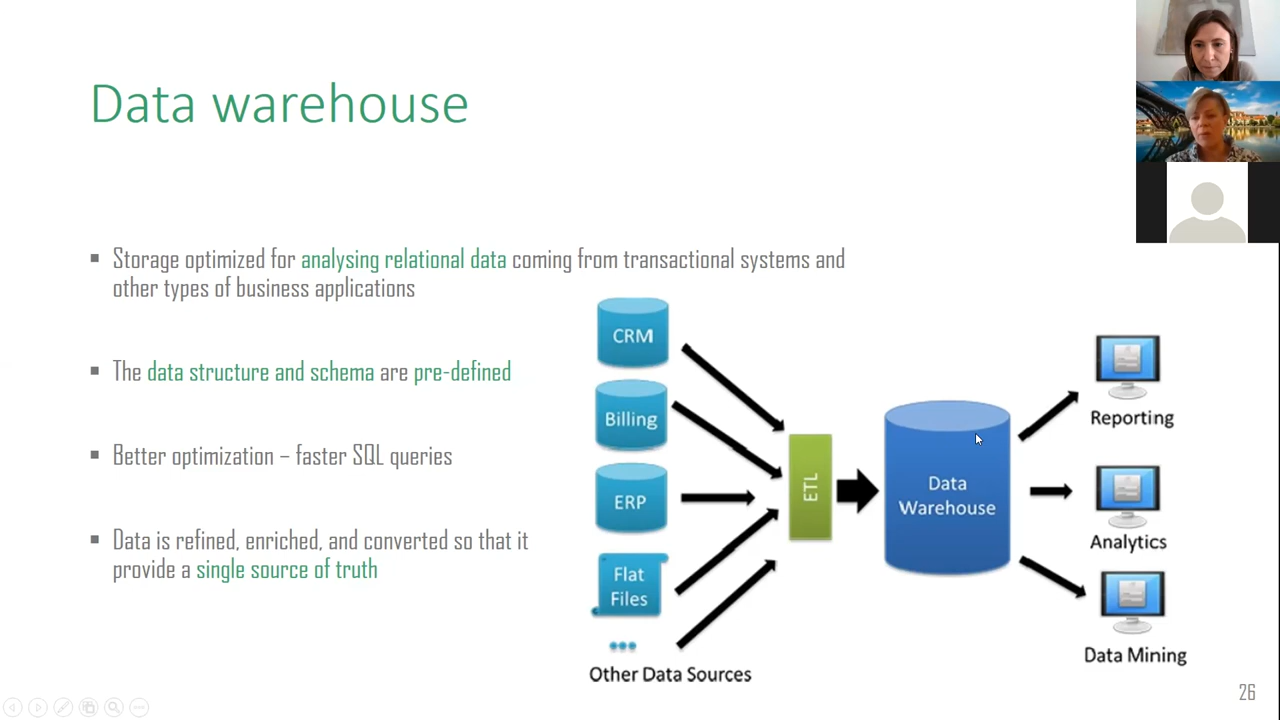 Data warehouse
▪ Storage optimized for analysing relational data coming from transactional systems and
other types of business applications
▪ The data structure and schema are pre-defined
▪ Better optimization – faster SQL queries
▪ Data is refined, enriched, and converted so that it
provide a single source of truth
CRM
Billing
ERP
Flat
Files
Other Data Sources
ETL
Data
Warehouse
Reporting
Analytics
Data Mining
26